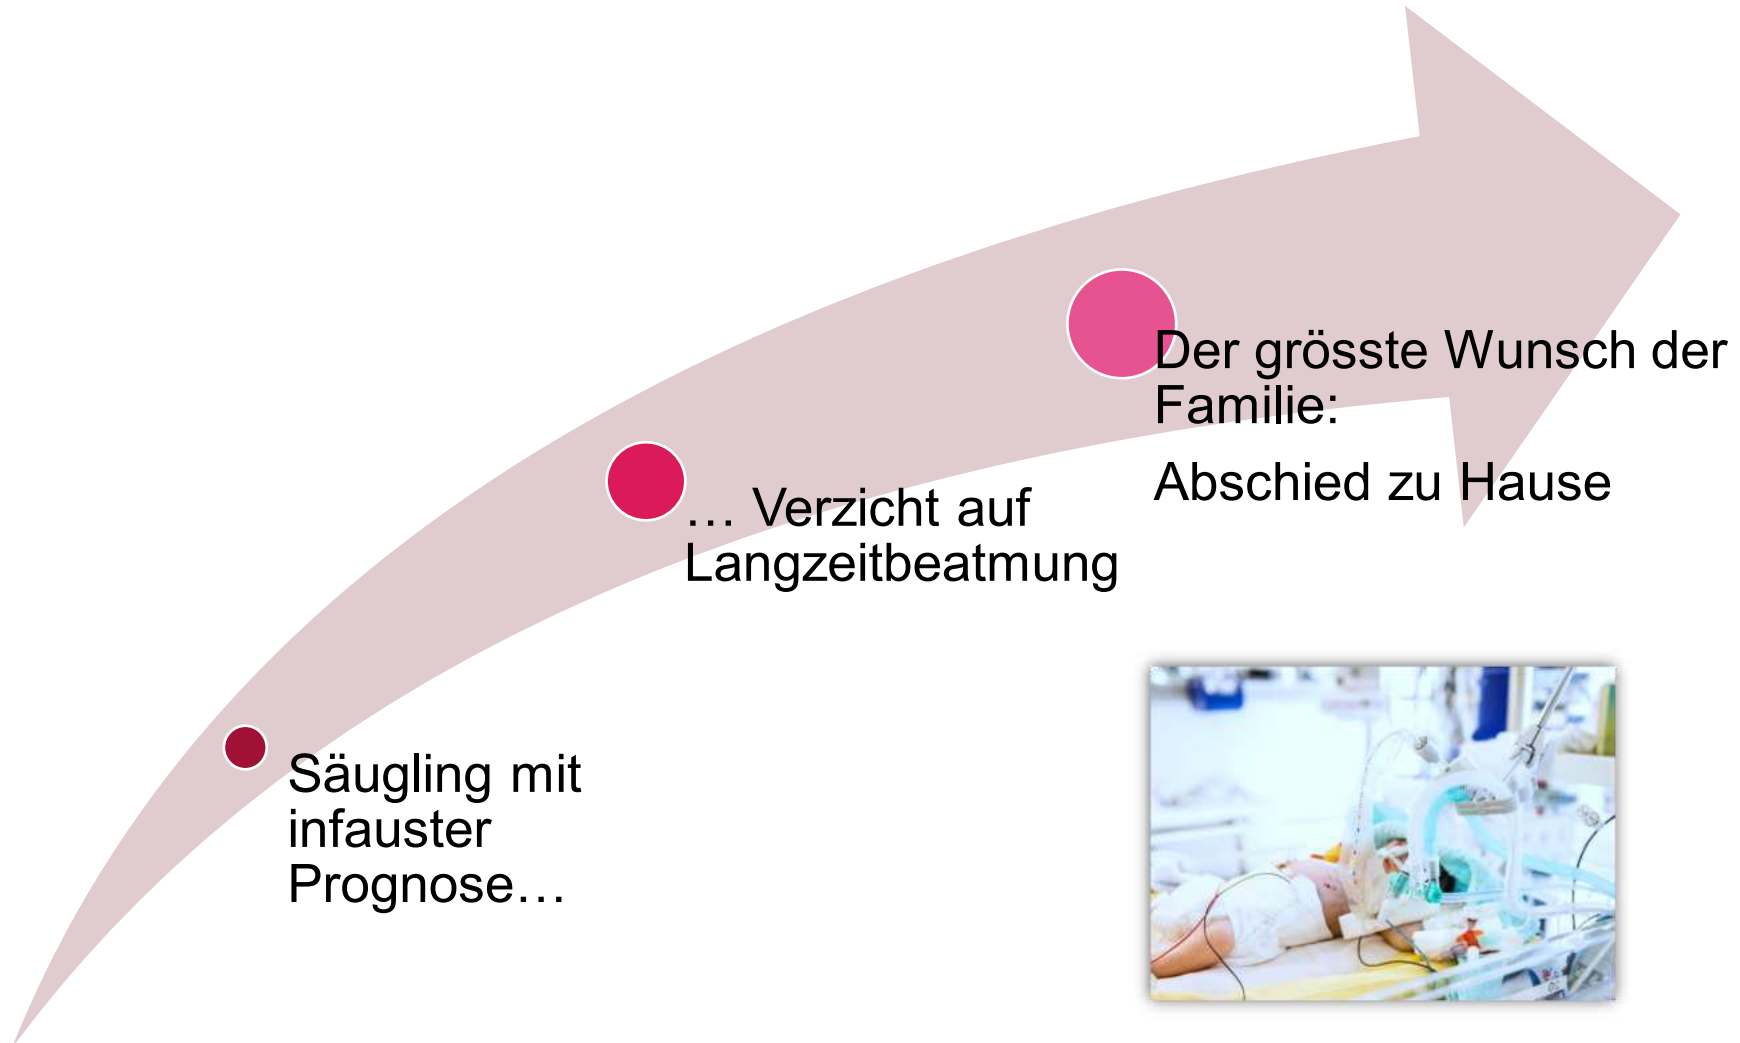 Säugling mit
infauster
Prognose…
… Verzicht auf
Langzeitbeatmung
Der grösste Wunsch der
Familie:
Abschied zu Hause